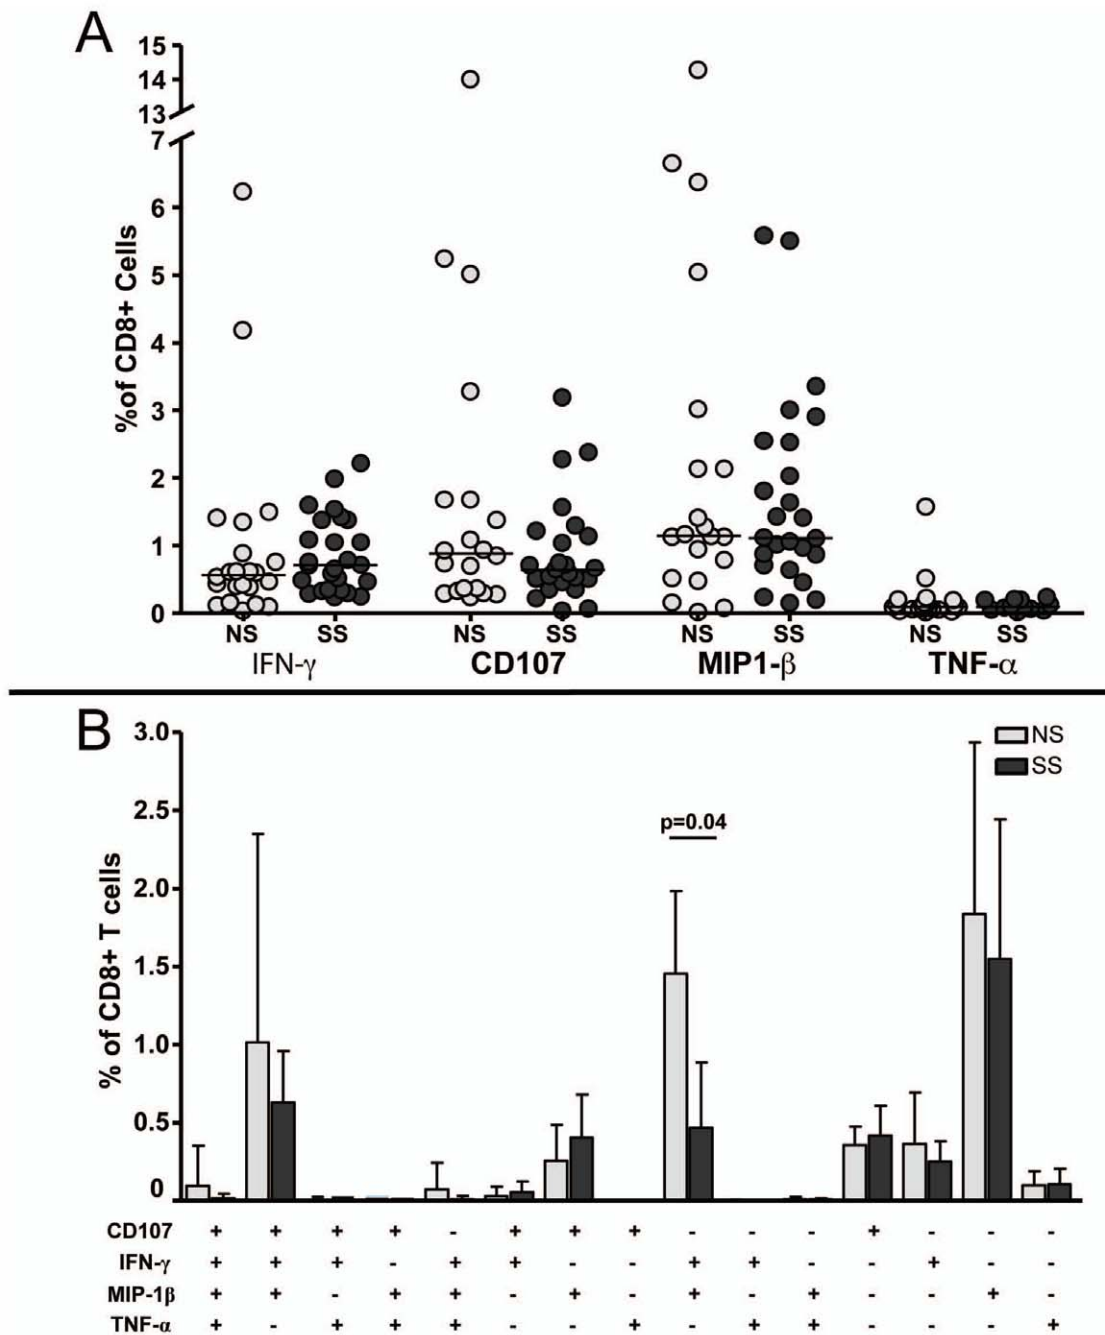 A
15
14
13
7
6
5
4
3
2
1
0
%of CD8+ Cells
NS SS NS SS NS SS NS SS
IFN-γ CD107 MIP1-β TNF-α
B
3.0
2.5
2.0
1.5
1.0
0.5
0
% of CD8+ T cells
NS
SS
p=0.04
CD107 + + + + - + + + - - - + - - -
IFN-γ + + + - + + - - + + - - + - -
MIP-1β + + - + + - + - + - + - - + -
TNF-α + - + + + - - + - + + - - - +